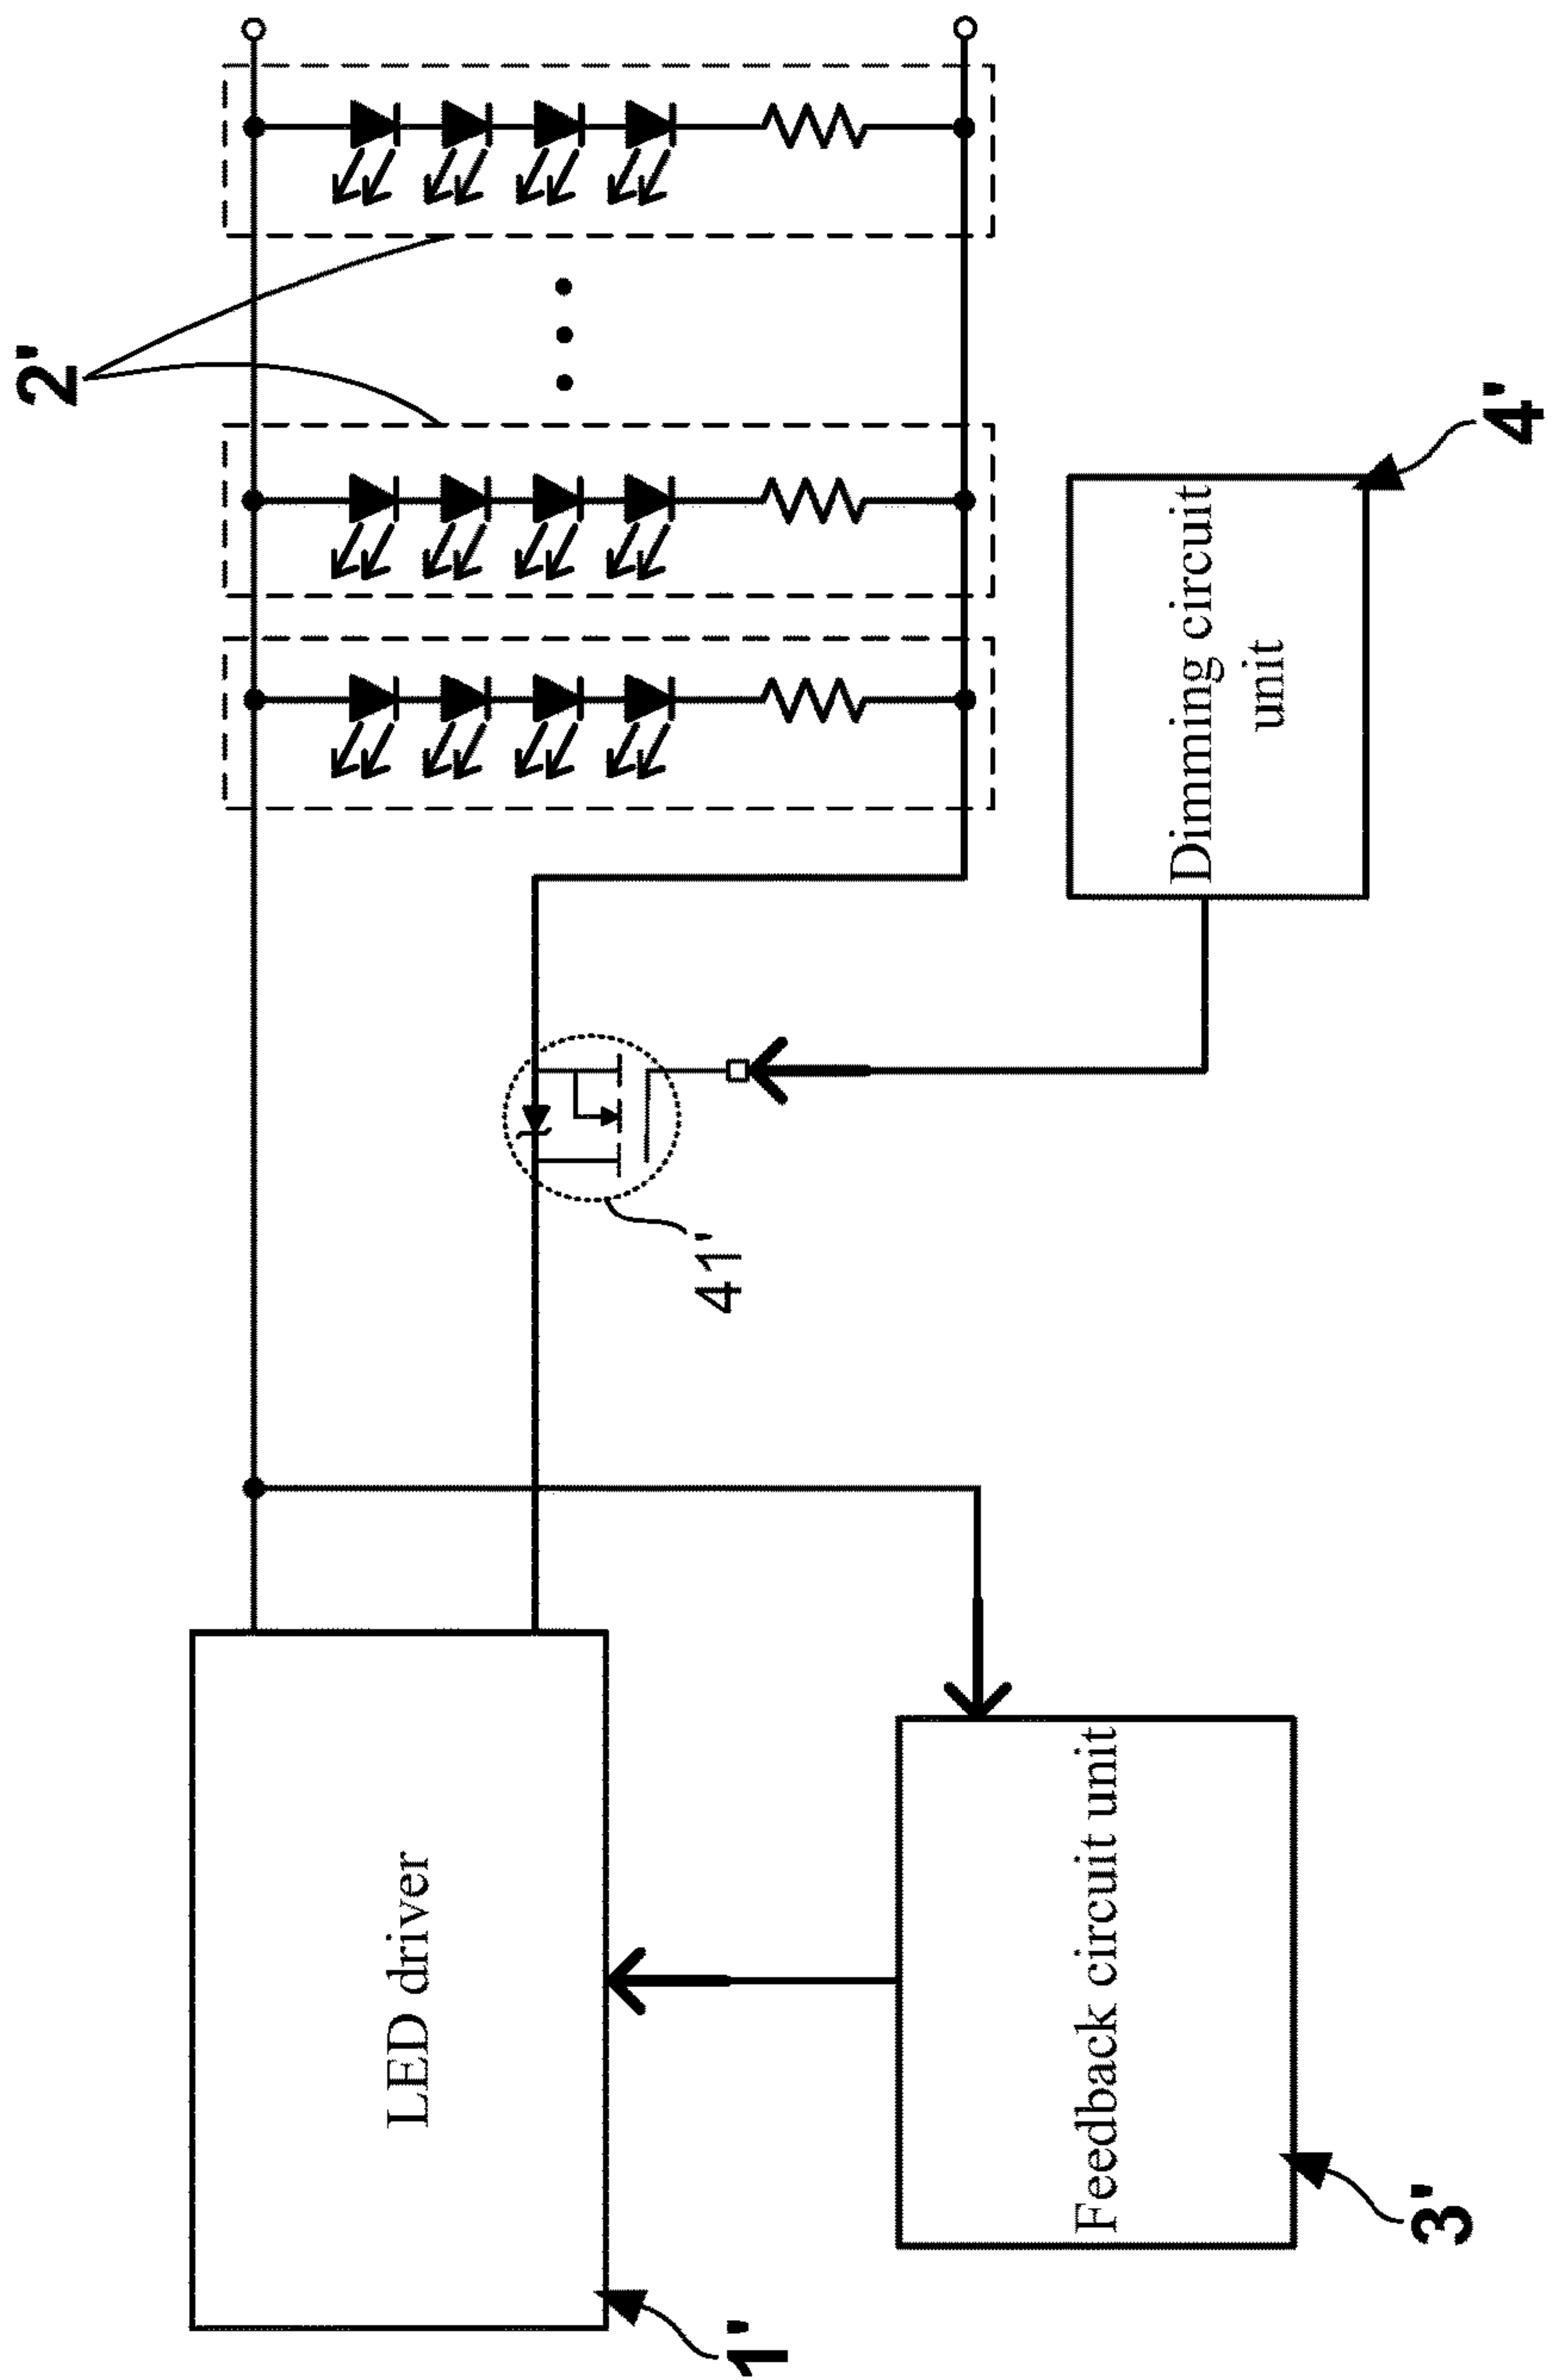 2'
LED driver
1'
41'
Feedback circuit unit
3'
Dimming circuit
unit
4'